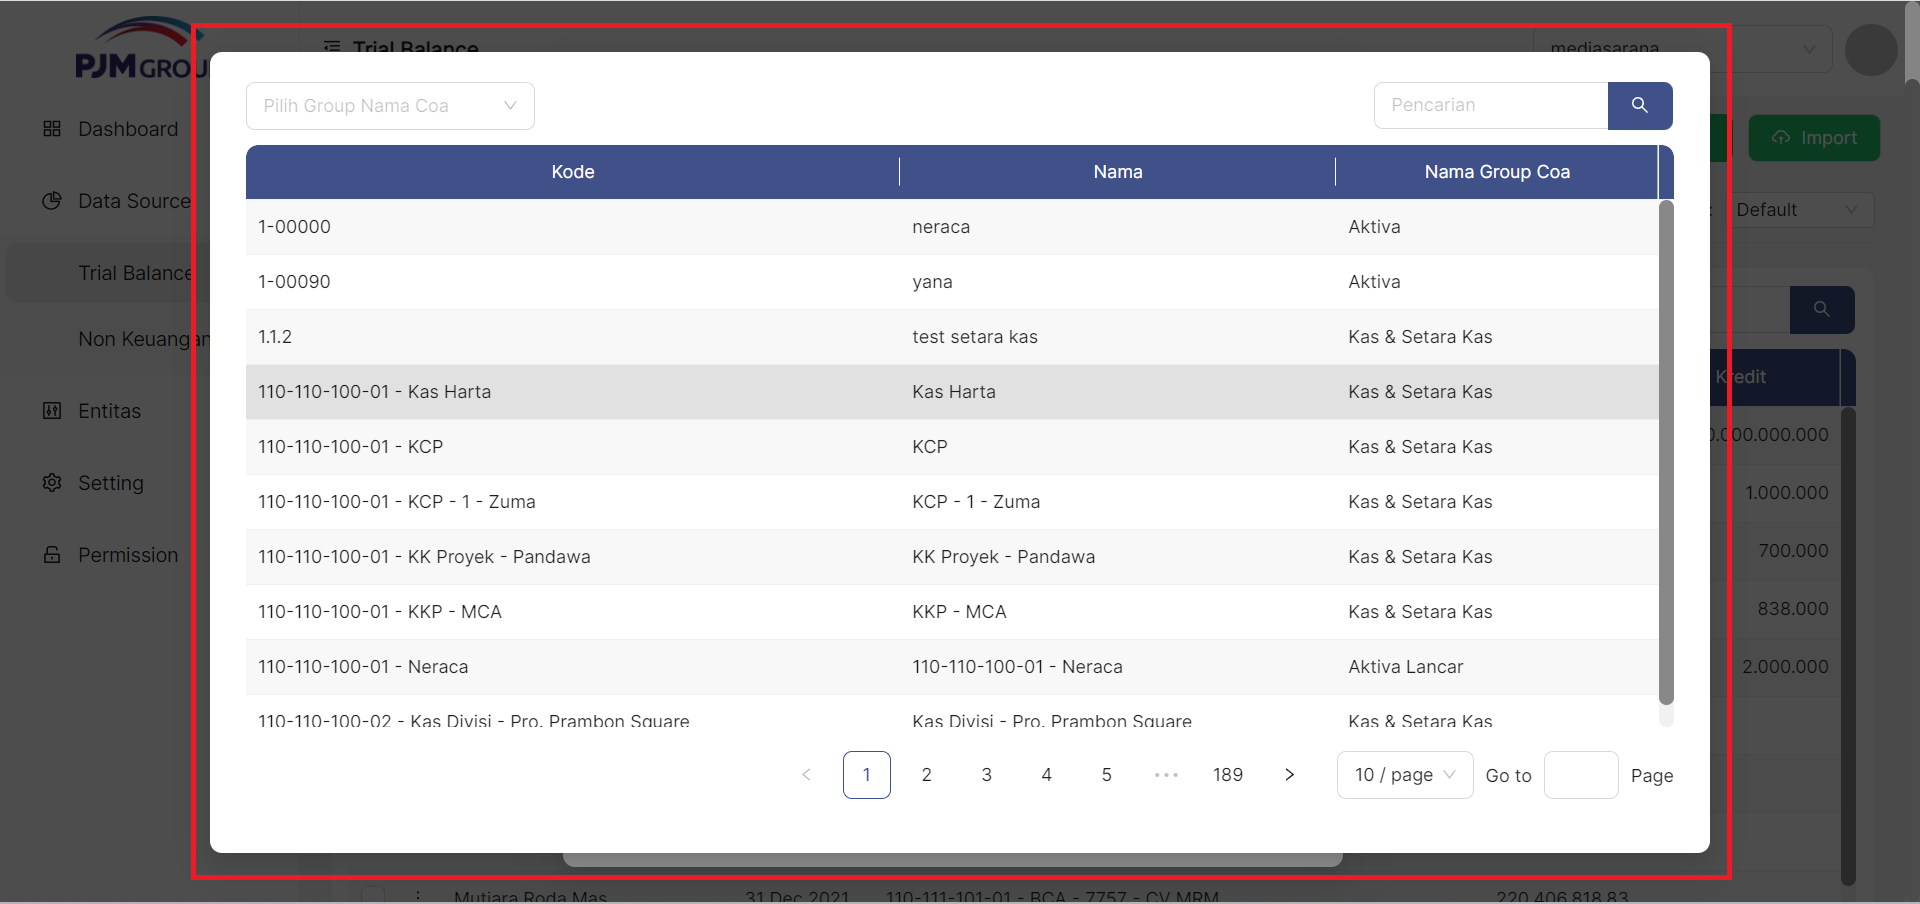 PJM GROU
Trial Balance
mediasarana
Dashboard
Data Source
Trial Balance
Non Keuangan
Entitas
Setting
Permission
Pilih Group Nama Coa
Pencarian
Import
Default
Kode Nama Nama Group Coa
1-00000 neraca Aktiva
1-00090 yana Aktiva
1.1.2 test setara kas Kas & Setara Kas
110-110-100-01 - Kas Harta Kas Harta Kas & Setara Kas
110-110-100-01 - KCP KCP Kas & Setara Kas
110-110-100-01 - KCP - 1 - Zuma KCP - 1 - Zuma Kas & Setara Kas
110-110-100-01 - KK Proyek - Pandawa KK Proyek - Pandawa Kas & Setara Kas
110-110-100-01 - KKP - MCA KKP - MCA Kas & Setara Kas
110-110-100-01 - Neraca 110-110-100-01 - Neraca Aktiva Lancar
110-110-100-02 - Kas Divisi - Pro. Prambon Square Kas Divisi - Pro. Prambon Square Kas & Setara Kas
1 2 3 4 5 ••• 189 10 / page Go to Page
Kredit
0.000.000.000
1.000.000
700.000
838.000
2.000.000
Mutiara Roda Mas 31 Dec 2021 110-111-101-01 - BCA - 7757 - CV MRM 220.406.818,83